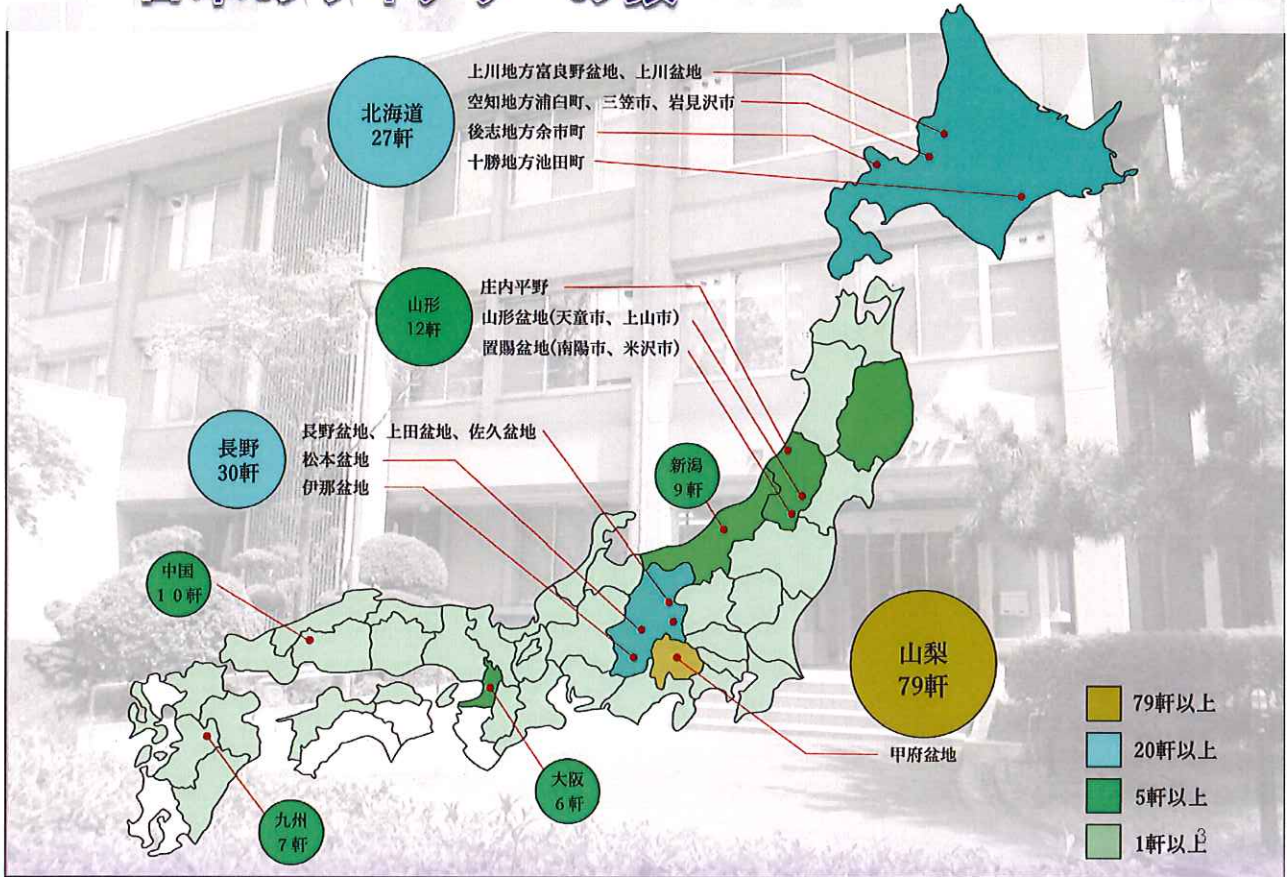 北海道
27軒
上川地方富良野盆地、上川盆地
空知地方浦臼町、三笠市、岩見沢市
後志地方余市町
十勝地方池田町
山形
12軒
庄内平野
山形盆地(天童市、上山市)
置賜盆地(南陽市、米沢市)
長野
30軒
長野盆地、上田盆地、佐久盆地
松本盆地
伊那盆地
新潟
9軒
中国
10軒
山梨
79軒
甲府盆地
大阪
6軒
九州
7軒
79軒以上
20軒以上
5軒以上
1軒以上
3